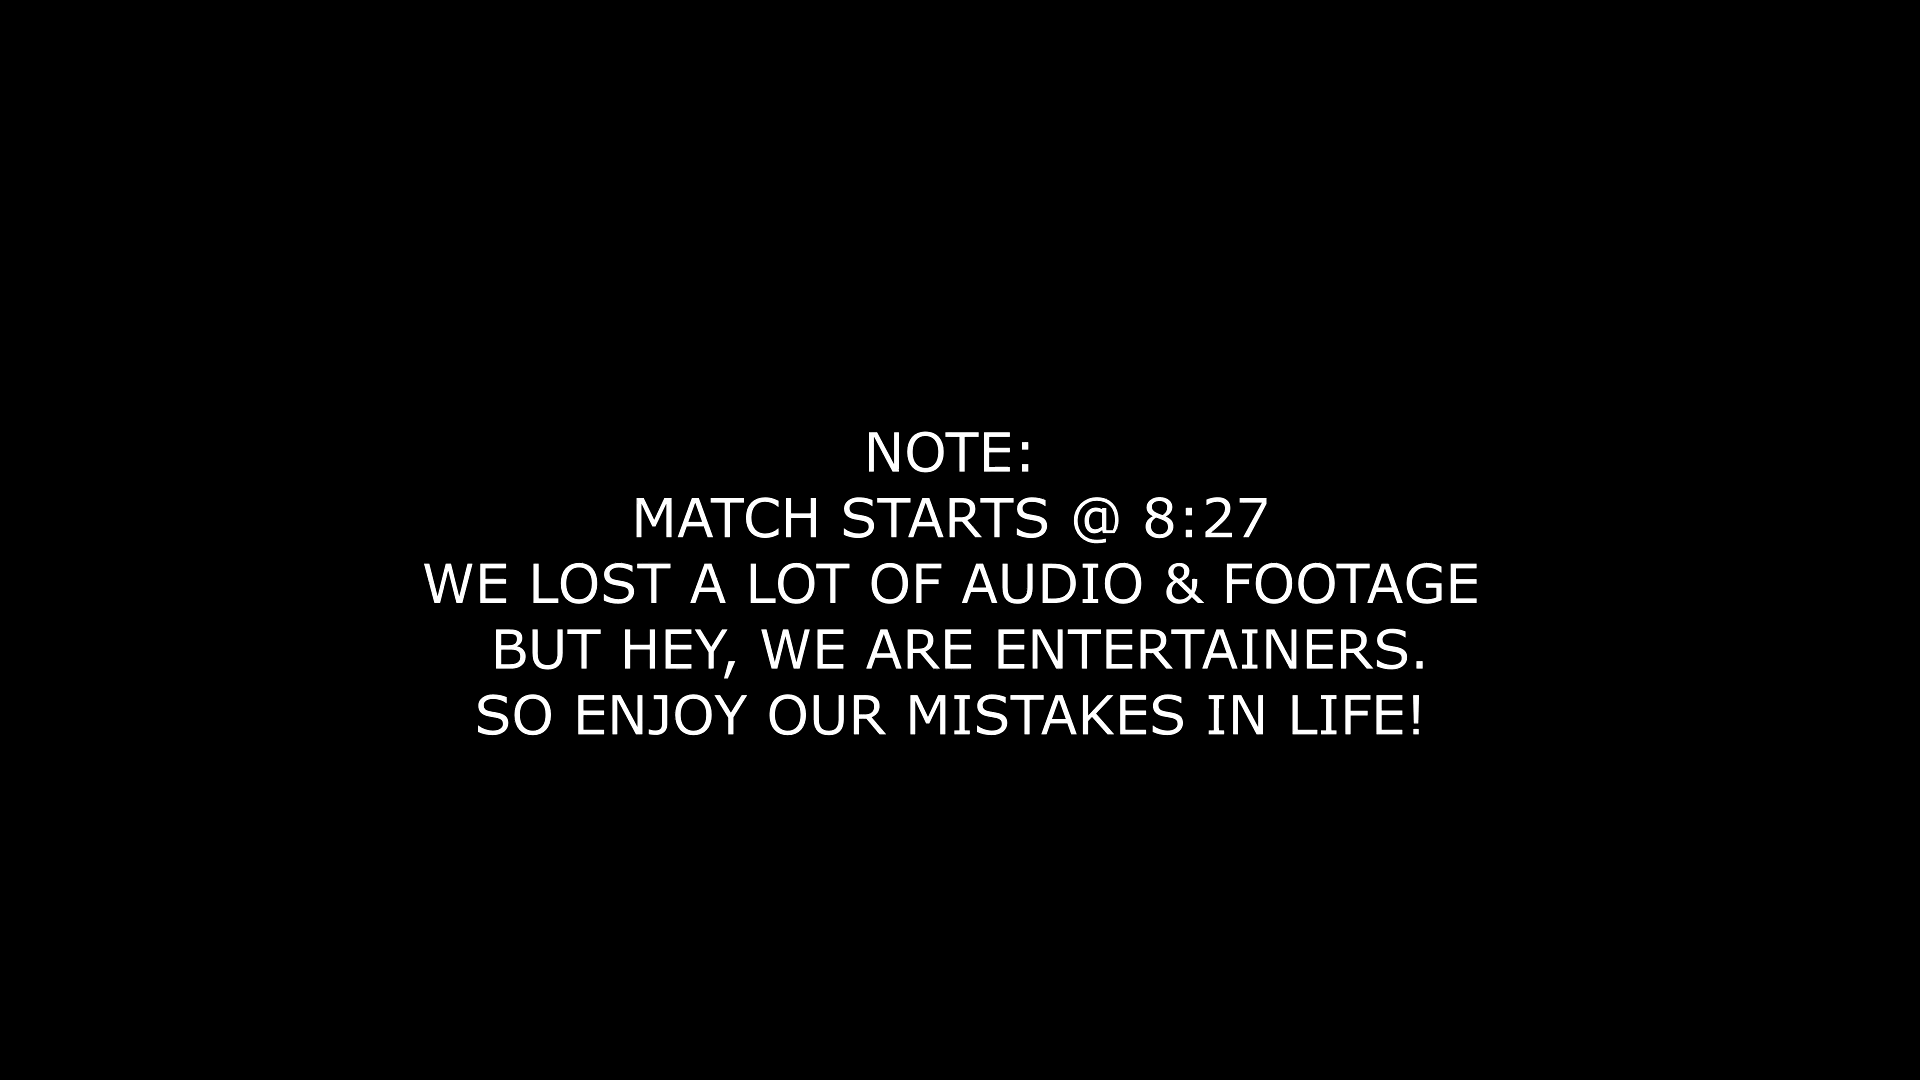 NOTE:
MATCH STARTS @ 8:27
WE LOST A LOT OF AUDIO & FOOTAGE
BUT HEY, WE ARE ENTERTAINERS.
SO ENJOY OUR MISTAKES IN LIFE!